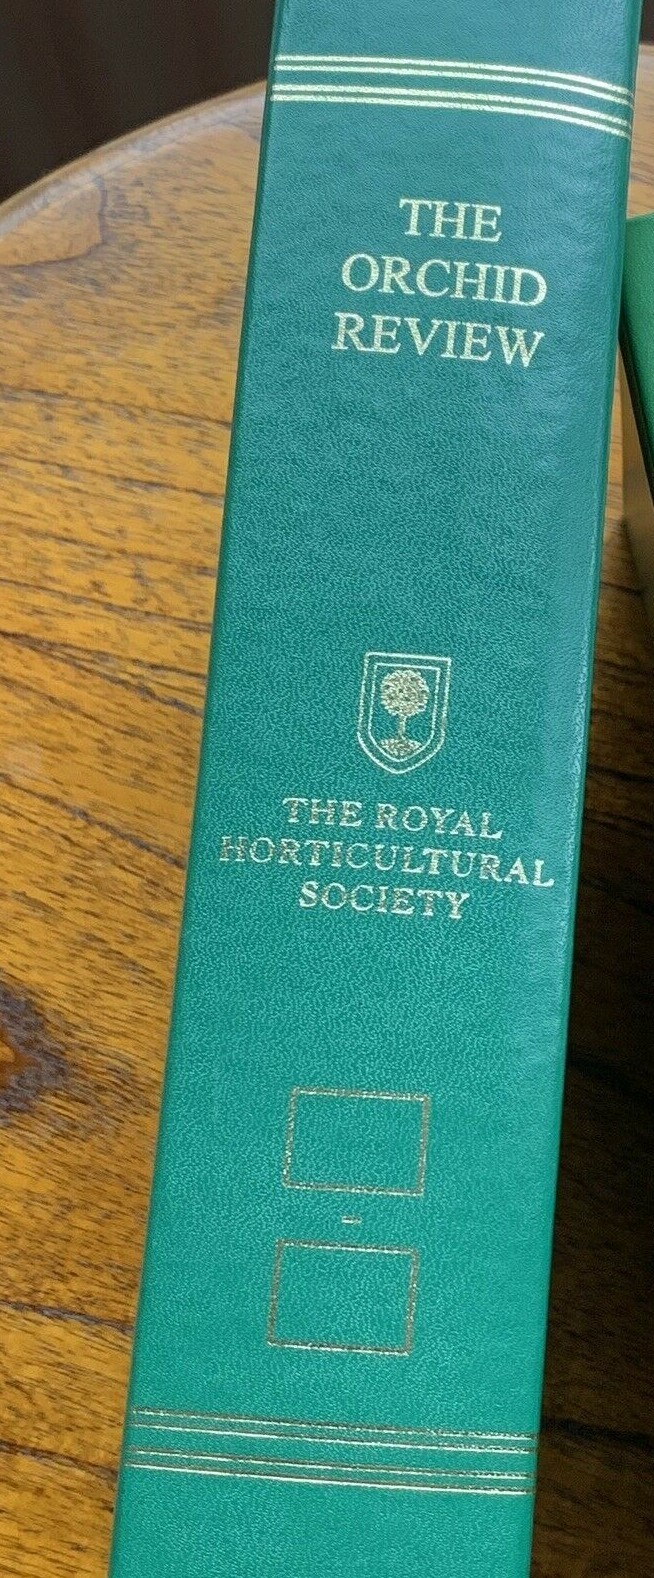 THE
ORCHID
REVIEW
THE ROYAL
HORTICULTURAL
SOCIETY
-